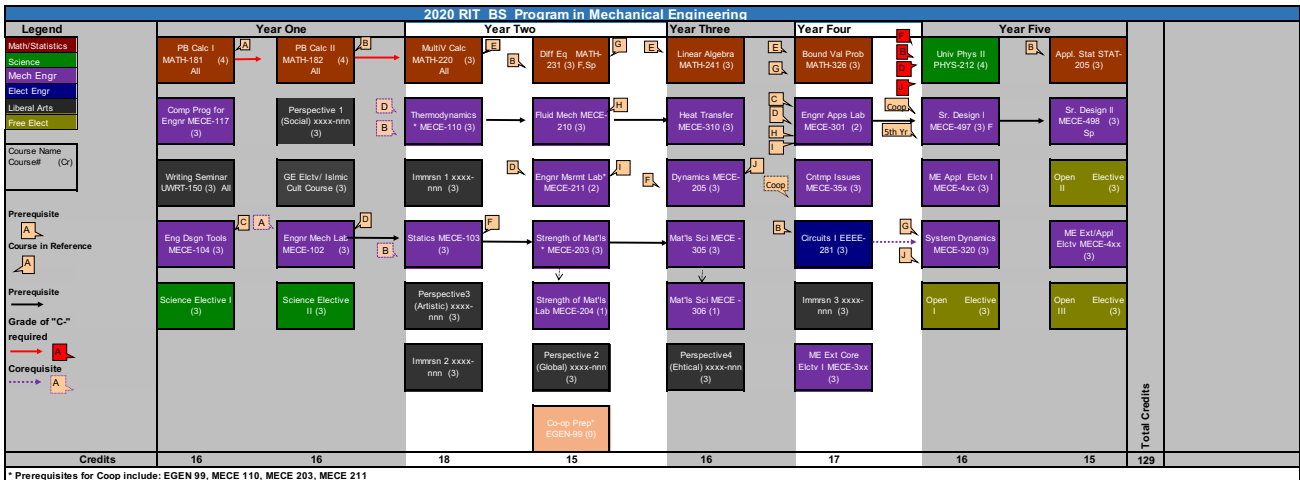 2020 RIT BS Program in Mechanical Engineering
Legend
Year One
Year Two
Year Three
Year Four
Year Five
Math/Statistics
Science
Mech Engr
Elect Engr
Liberal Arts
Free Elect
Course Name
Course# (Cr)
Prerequisite
A
Course in Reference
A
Prerequisite
Grade of "C-"
required
A
Corequisite
A
PB Calc I
MATH-181 (4)
All
A
PB Calc II
MATH-182 (4)
All
B
MultiV Calc
MATH-220 (3)
All
E
B
Diff Eq MATH-
231 (3) F,Sp
G
E
Linear Algebra
MATH-241 (3)
E
G
Bound Val Prob
MATH-326 (3)
F
B
D
J
Univ Phys II
PHYS-212 (4)
B
Appl. Stat STAT-
205 (3)
Comp Prog for
Engnr MECE-117
(3)
Perspective 1
(Social) xxxx-nnn
(3)
D
B
Thermodynamics
* MECE-110 (3)
Fluid Mech MECE-
210 (3)
H
Heat Transfer
MECE-310 (3)
C
D
H
I
Engnr Apps Lab
MECE-301 (2)
Coop
5th Yr
Sr. Design I
MECE-497 (3) F
Sr. Design II
MECE-498 (3)
Sp
Writing Seminar
UWRT-150 (3) All
GE Elctv/ Islmic
Cult Course (3)
Immrsn 1 xxxx-
nnn (3)
D
Engnr Msrmt Lab*
MECE-211 (2)
I
F
Dynamics MECE-
205 (3)
J
Coop
Cntmp Issues
MECE-35x (3)
ME Appl Elctv I
MECE-4xx (3)
Open Elective
II (3)
Eng Dsgn Tools
MECE-104 (3)
C
A
Engnr Mech Lab
MECE-102 (3)
D
B
Statics MECE-103
(3)
F
Strength of Mat'ls
* MECE-203 (3)
Mat'ls Sci MECE -
305 (3)
B
Circuits I EEEE-
281 (3)
G
J
System Dynamics
MECE-320 (3)
ME Ext/Appl
Elctv MECE-4xx
(3)
Science Elective I
(3)
Science Elective
II (3)
Perspective3
(Artistic) xxxx-
nnn (3)
Strength of Mat'ls
Lab MECE-204 (1)
Mat'ls Sci MECE -
306 (1)
Immrsn 3 xxxx-
nnn (3)
Open Elective
I (3)
Open Elective
III (3)
Immrsn 2 xxxx-
nnn (3)
Perspective 2
(Global) xxxx-nnn
(3)
Perspective4
(Ehtical) xxxx-nnn
(3)
ME Ext Core
Elctv I MECE-3xx
(3)
Co-op Prep*
EGEN-99 (0)
Total Credits
Credits 16 16 18 15 16 17 16 15 129
* Prerequisites for Coop include: EGEN 99, MECE 110, MECE 203, MECE 211